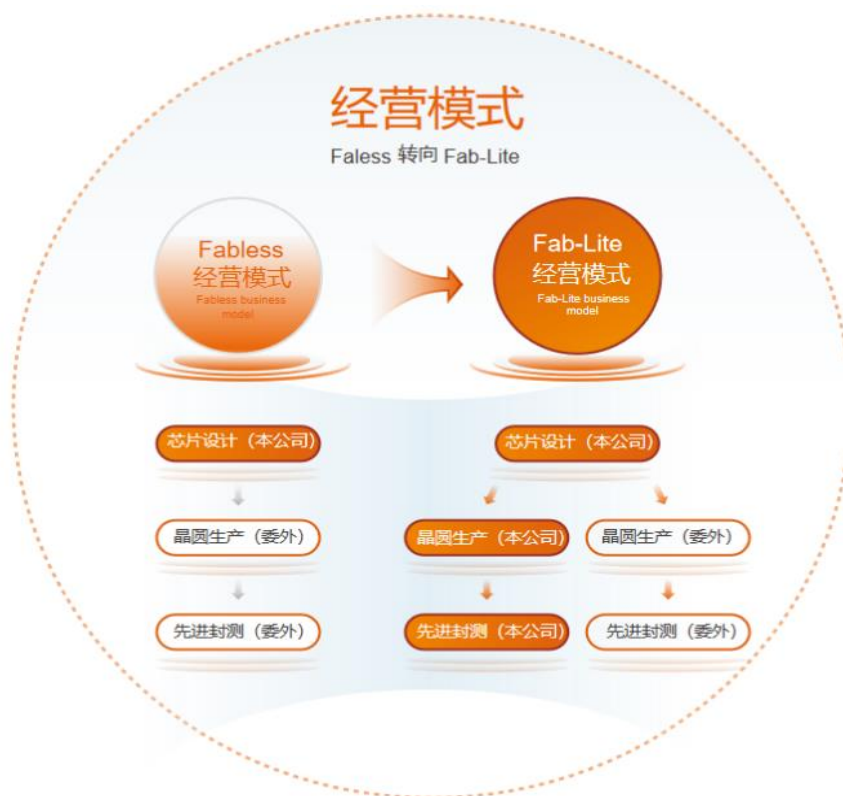 经营模式
Faless 转向 Fab-Lite
Fabless
经营模式
Fabless business
model
Fab-Lite
经营模式
Fab-Lite business
model
芯片设计（本公司）
晶圆生产（委外）
先进封测（委外）
芯片设计（本公司）
晶圆生产（本公司）
晶圆生产（委外）
先进封测（本公司）
先进封测（委外）